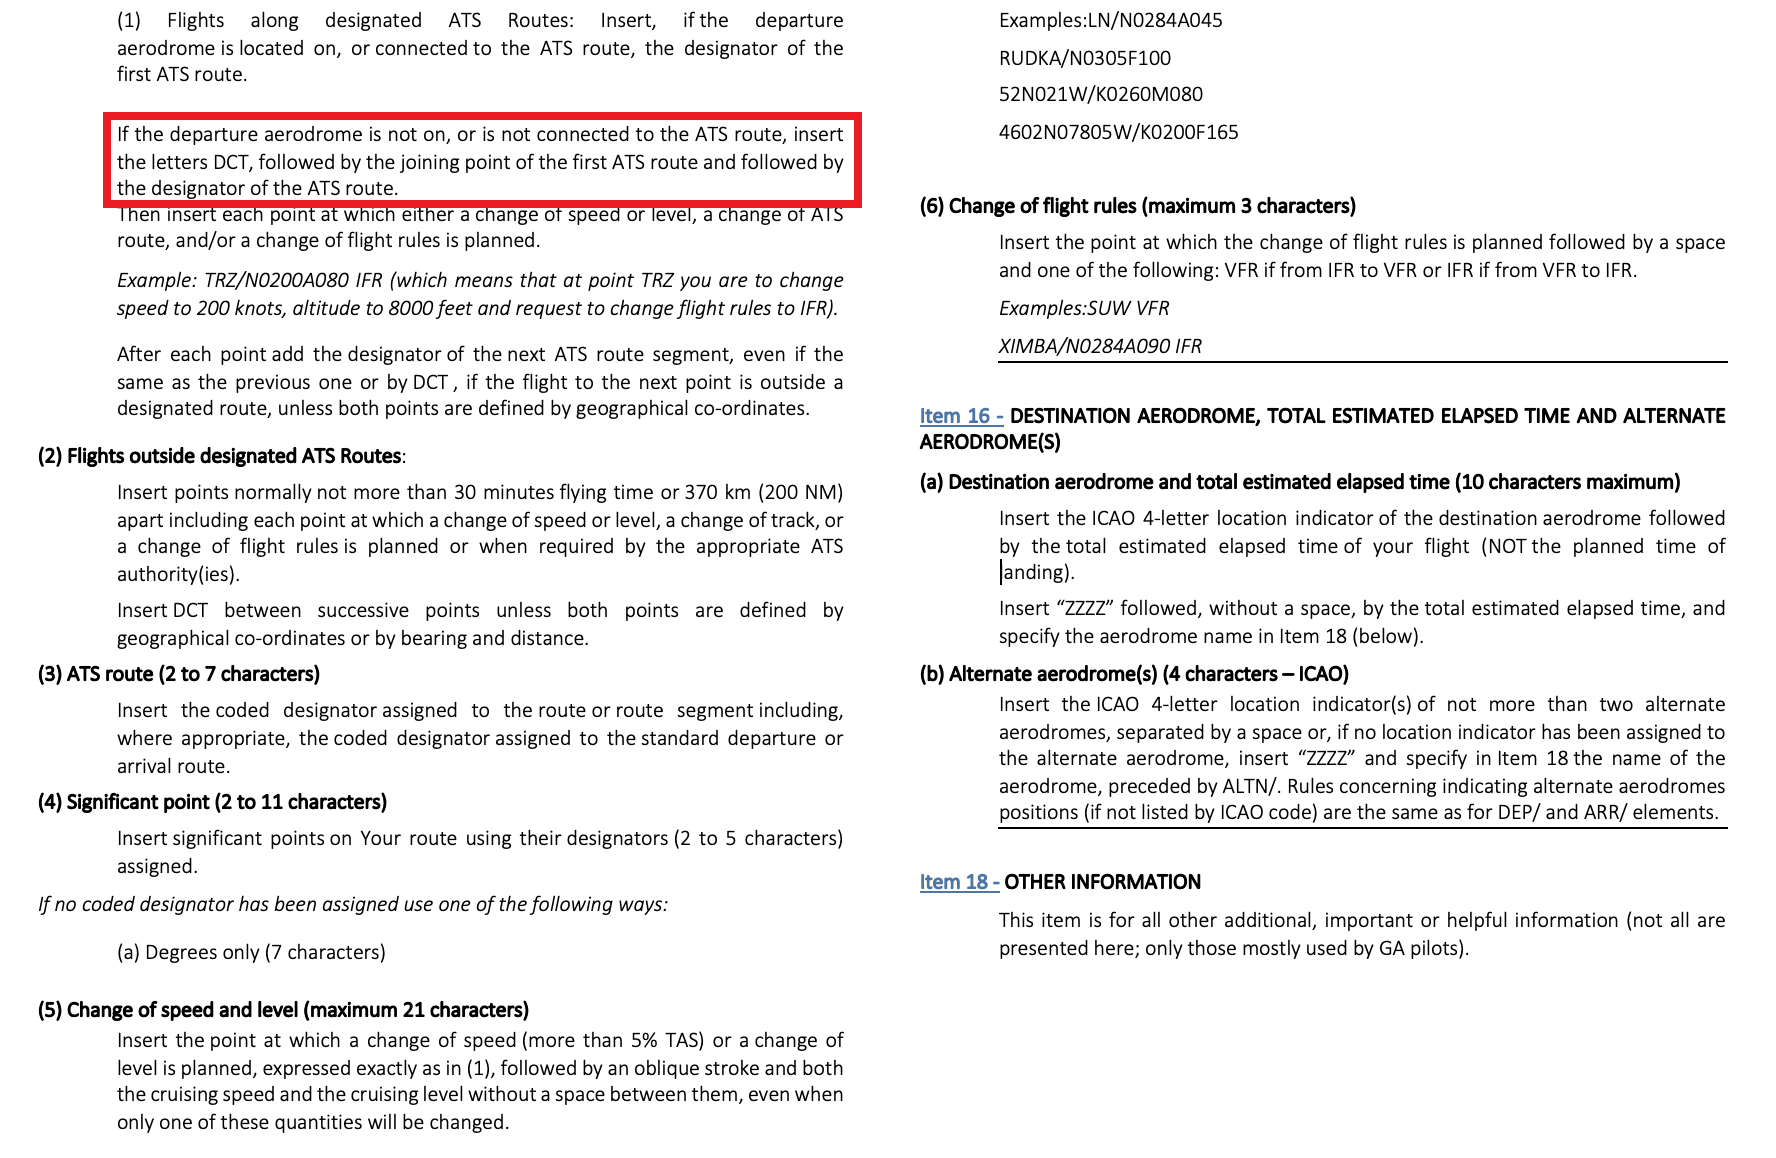 (1) Flights along designated ATS Routes: Insert, if the departure
aerodrome is located on, or connected to the ATS route, the designator of the
first ATS route.
If the departure aerodrome is not on, or is not connected to the ATS route, insert
the letters DCT, followed by the joining point of the first ATS route and followed by
the designator of the ATS route.
Then insert each point at which either a change of speed or level, a change of ATS
route, and/or a change of flight rules is planned.
Example: TRZ/N0200A080 IFR (which means that at point TRZ you are to change
speed to 200 knots, altitude to 8000 feet and request to change flight rules to IFR).
After each point add the designator of the next ATS route segment, even if the
same as the previous one or by DCT , if the flight to the next point is outside a
designated route, unless both points are defined by geographical co-ordinates.
(2) Flights outside designated ATS Routes:
Insert points normally not more than 30 minutes flying time or 370 km (200 NM)
apart including each point at which a change of speed or level, a change of track, or
a change of flight rules is planned or when required by the appropriate ATS
authority(ies).
Insert DCT between successive points unless both points are defined by
geographical co-ordinates or by bearing and distance.
(3) ATS route (2 to 7 characters)
Insert the coded designator assigned to the route or route segment including,
where appropriate, the coded designator assigned to the standard departure or
arrival route.
(4) Significant point (2 to 11 characters)
Insert significant points on Your route using their designators (2 to 5 characters)
assigned.
If no coded designator has been assigned use one of the following ways:
(a) Degrees only (7 characters)
(5) Change of speed and level (maximum 21 characters)
Insert the point at which a change of speed (more than 5% TAS) or a change of
level is planned, expressed exactly as in (1), followed by an oblique stroke and both
the cruising speed and the cruising level without a space between them, even when
only one of these quantities will be changed.
Examples:LN/N0284A045
RUDKA/N0305F100
52N021W/K0260M080
4602N07805W/K0200F165
(6) Change of flight rules (maximum 3 characters)
Insert the point at which the change of flight rules is planned followed by a space
and one of the following: VFR if from IFR to VFR or IFR if from VFR to IFR.
Examples:SUW VFR
XIMBA/N0284A090 IFR
Item 16 - DESTINATION AERODROME, TOTAL ESTIMATED ELAPSED TIME AND ALTERNATE
AERODROME(S)
(a) Destination aerodrome and total estimated elapsed time (10 characters maximum)
Insert the ICAO 4-letter location indicator of the destination aerodrome followed
by the total estimated elapsed time of your flight (NOT the planned time of
landing).
Insert “ZZZZ” followed, without a space, by the total estimated elapsed time, and
specify the aerodrome name in Item 18 (below).
(b) Alternate aerodrome(s) (4 characters – ICAO)
Insert the ICAO 4-letter location indicator(s) of not more than two alternate
aerodromes, separated by a space or, if no location indicator has been assigned to
the alternate aerodrome, insert “ZZZZ” and specify in Item 18 the name of the
aerodrome, preceded by ALTN/. Rules concerning indicating alternate aerodromes
positions (if not listed by ICAO code) are the same as for DEP/ and ARR/ elements.
Item 18 - OTHER INFORMATION
This item is for all other additional, important or helpful information (not all are
presented here; only those mostly used by GA pilots).